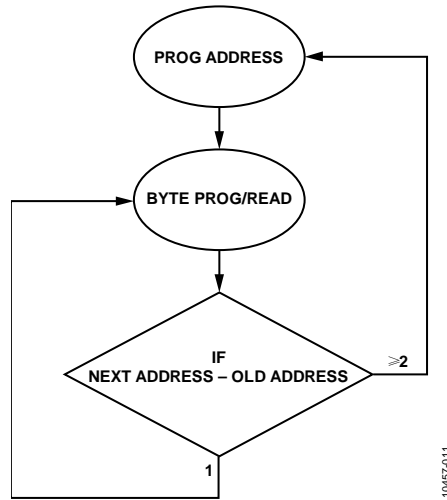 PROG ADDRESS
BYTE PROG/READ
IF
NEXT ADDRESS – OLD ADDRESS
≥2
1
10457-011